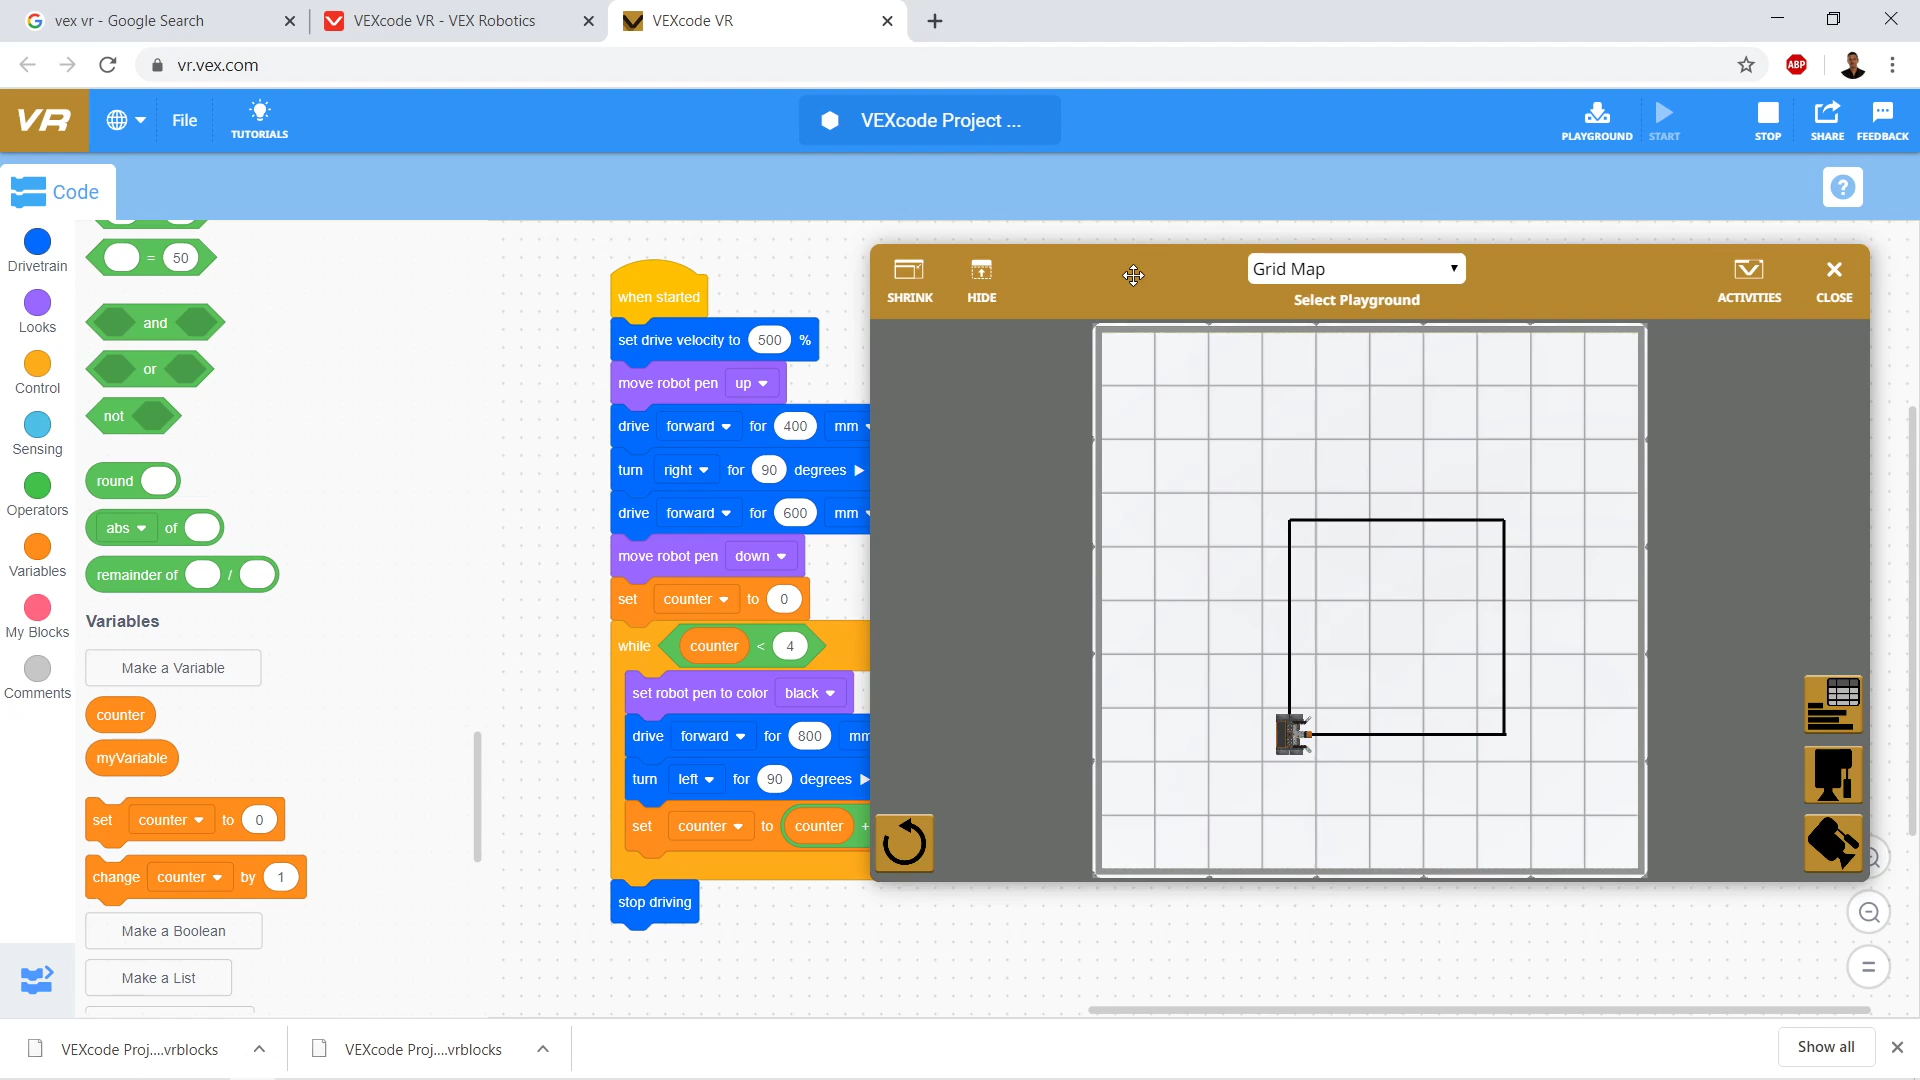 vex vr - Google Search
VEXcode VR - VEX Robotics
VEXcode VR
vr.vex.com
ABP
VR
File
TUTORIALS
VEXcode Project ...
PLAYGROUND
START
STOP
SHARE
FEEDBACK
Code
?
Drivetrain
Looks
Control
Sensing
Operators
Variables
My Blocks
Comments
= 50
and
or
not
round
abs of
remainder of /
Variables
Make a Variable
counter
myVariable
set counter to 0
change counter by 1
Make a Boolean
Make a List
when started
set drive velocity to 500 %
move robot pen up
drive forward for 400 mm
turn right for 90 degrees
drive forward for 600 mm
move robot pen down
set counter to 0
while counter < 4
set robot pen to color black
drive forward for 800 mm
turn left for 90 degrees
set counter to counter +
stop driving
SHRINK
HIDE
Grid Map
Select Playground
ACTIVITIES
CLOSE
VEXcode Proj....vrblocks
VEXcode Proj....vrblocks
Show all